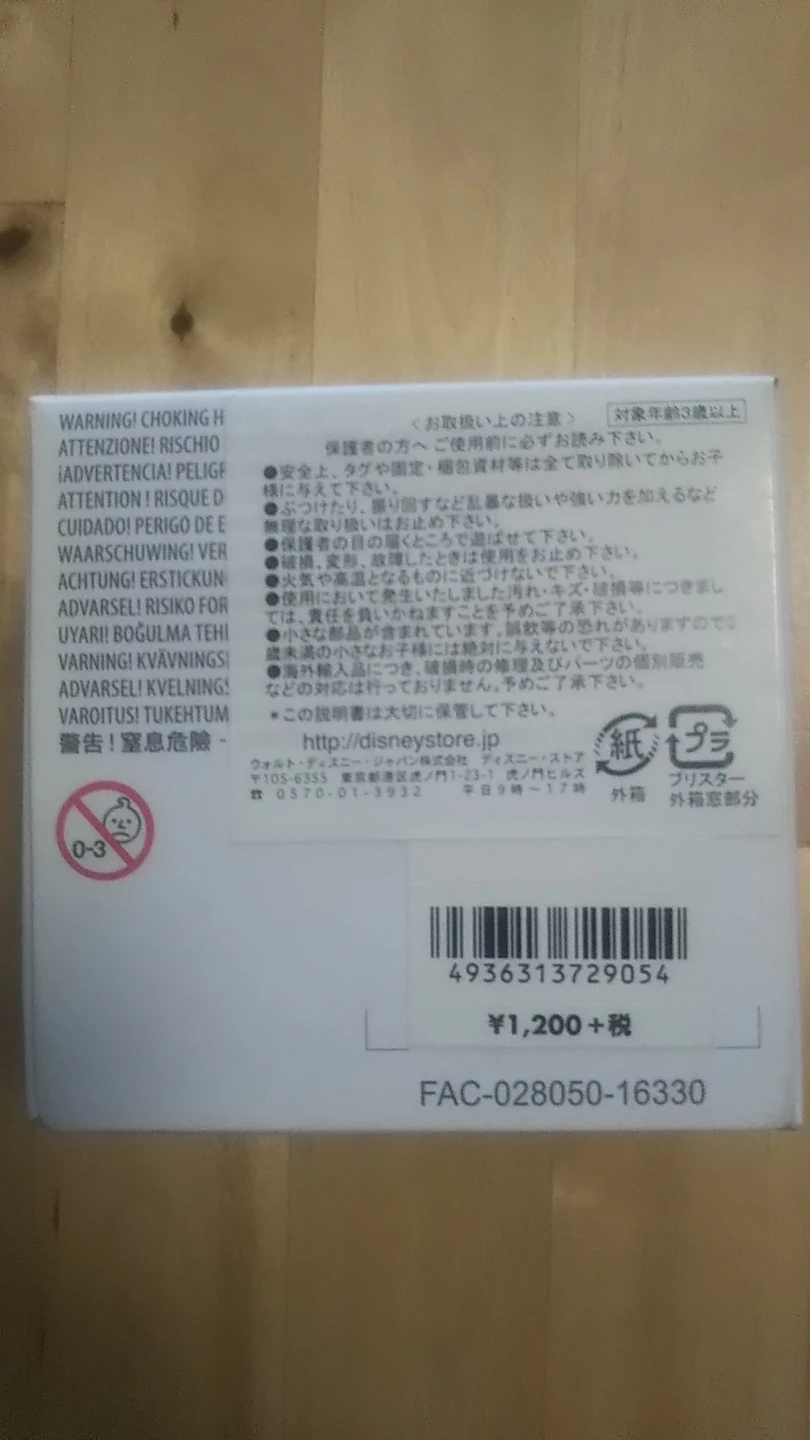 WARNING! CHOKING H
ATTENZIONE! RISCHIO
¡ADVERTENCIA! PELIGR
ATTENTION ! RISQUE D
CUIDADO! PERIGO DE E
WAARSCHUWING! VER
ACHTUNG! ERSTICKUN
ADVARSEL! RISIKO FOR
UYARI! BOĞULMA TEHİ
VARNING! KVÄVNINGS
ADVARSEL! KVELNINGS
VAROITUS! TUKEHTUM
警告！窒息危險 -
0-3
〈お取扱い上の注意〉
対象年齢3歳以上
保護者の方へ ご使用前に必ずお読み下さい。
●安全上、タグや固定・梱包資材等は全て取り除いてからお子
様に与えて下さい。
●ぶつけたり、振り回すなど乱暴な扱いや強い力を加えるなど
無理な取り扱いはお止め下さい。
●保護者の目の届くところで遊ばせて下さい。
●破損、変形、故障したときは使用をお止め下さい。
●火気や高温となるものに近づけないで下さい。
●使用において発生いたしました汚れ・キズ・破損等につきまし
ては、責任を負いかねますことを予めご了承下さい。
●小さな部品が含まれています。誤飲等の恐れがありますので3
歳未満の小さなお子様には絶対に与えないで下さい。
●海外輸入品につき、破損時の修理及びパーツの個別販売
などの対応は行っておりません。予めご了承下さい。
＊この説明書は大切に保管して下さい。
http://disneystore.jp
ウォルト・ディズニー・ジャパン株式会社 ディズニー・ストア
〒105-6355 東京都港区虎ノ門1-23-1 虎ノ門ヒルズ
☎ 0570-01-3932 平日9時～17時
紙
外箱
プラ
ブリスター
外箱窓部分
4936313729054
¥1,200+税
FAC-028050-16330